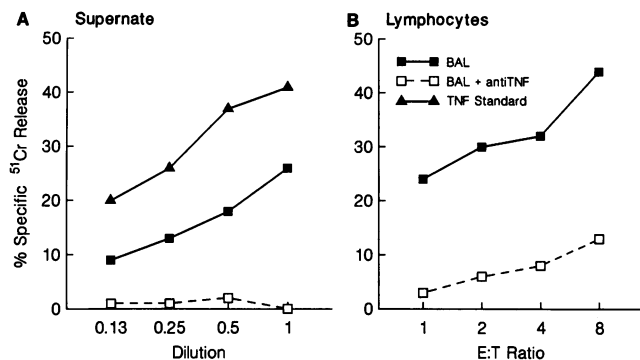 A Supernate
B Lymphocytes
% Specific ⁵¹Cr Release
50
40
30
20
10
0
0.13 0.25 0.5 1
Dilution
50
40
30
20
10
0
BAL
BAL + antiTNF
TNF Standard
1 2 4 8
E:T Ratio